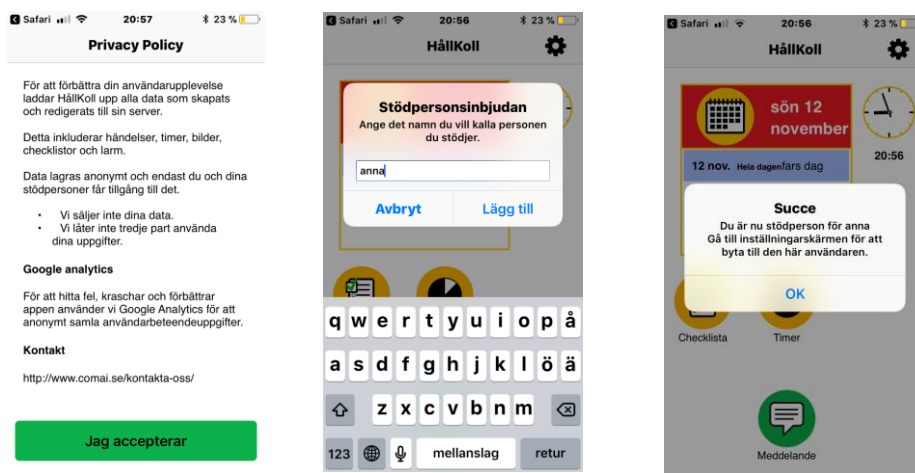 Safari 20:57 23 %
Privacy Policy
För att förbättra din användarupplevelse
laddar HållKoll upp alla data som skapats
och redigerats till sin server.
Detta inkluderar händelser, timer, bilder,
checklistor och larm.
Data lagras anonymt och endast du och dina
stödpersoner får tillgång till det.
• Vi säljer inte dina data.
• Vi låter inte tredje part använda
dina uppgifter.
Google analytics
För att hitta fel, kraschar och förbättrar
appen använder vi Google Analytics för att
anonymt samla användarbeteendeuppgifter.
Kontakt
http://www.comai.se/kontakta-oss/
Jag accepterar
Safari 20:56 23 %
HållKoll
Stödpersonsinbjudan
Ange det namn du vill kalla personen
du stödjer.
anna
Avbryt Lägg till
q w e r t y u i o p å
a s d f g h j k l ö ä
z x c v b n m
123 mellanslag retur
Safari 20:56 23 %
HållKoll
sön 12
november
20:56
12 nov. Hela dagen fars dag
Succe
Du är nu stödperson för anna
Gå till inställningarskärmen för att
byta till den här användaren.
OK
Checklista Timer
Meddelande